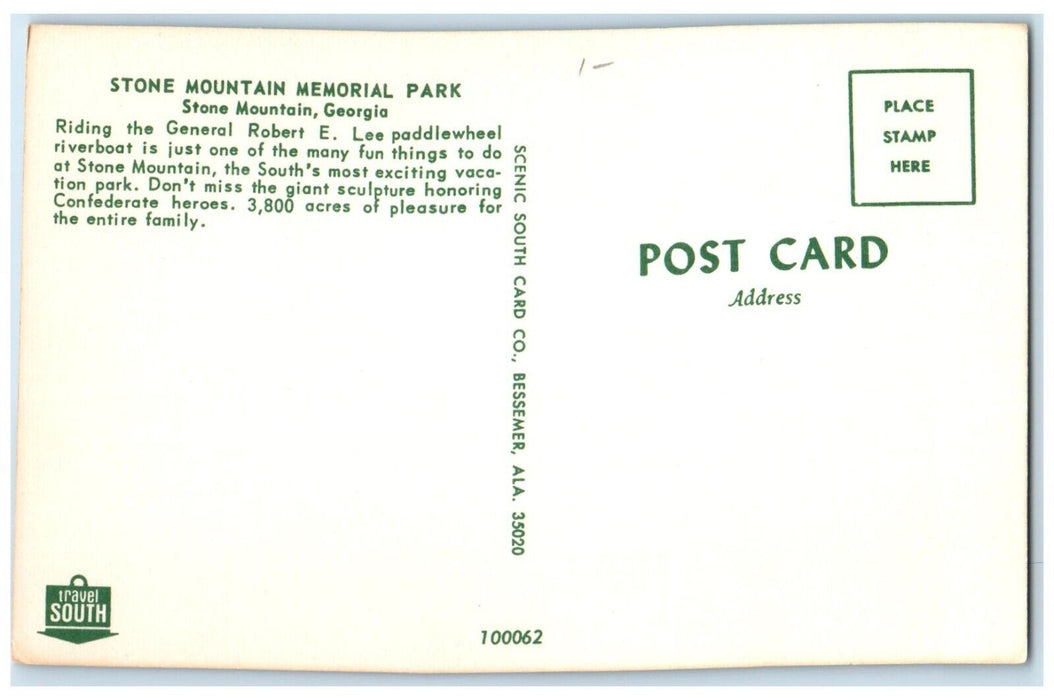 STONE MOUNTAIN MEMORIAL PARK
Stone Mountain, Georgia
Riding the General Robert E. Lee paddlewheel
riverboat is just one of the many fun things to do
at Stone Mountain, the South's most exciting vaca-
tion park. Don't miss the giant sculpture honoring
Confederate heroes. 3,800 acres of pleasure for
the entire family.
SCENIC SOUTH CARD CO., BESSEMER, ALA. 35020
1-
PLACE
STAMP
HERE
POST CARD
Address
travel
SOUTH
100062